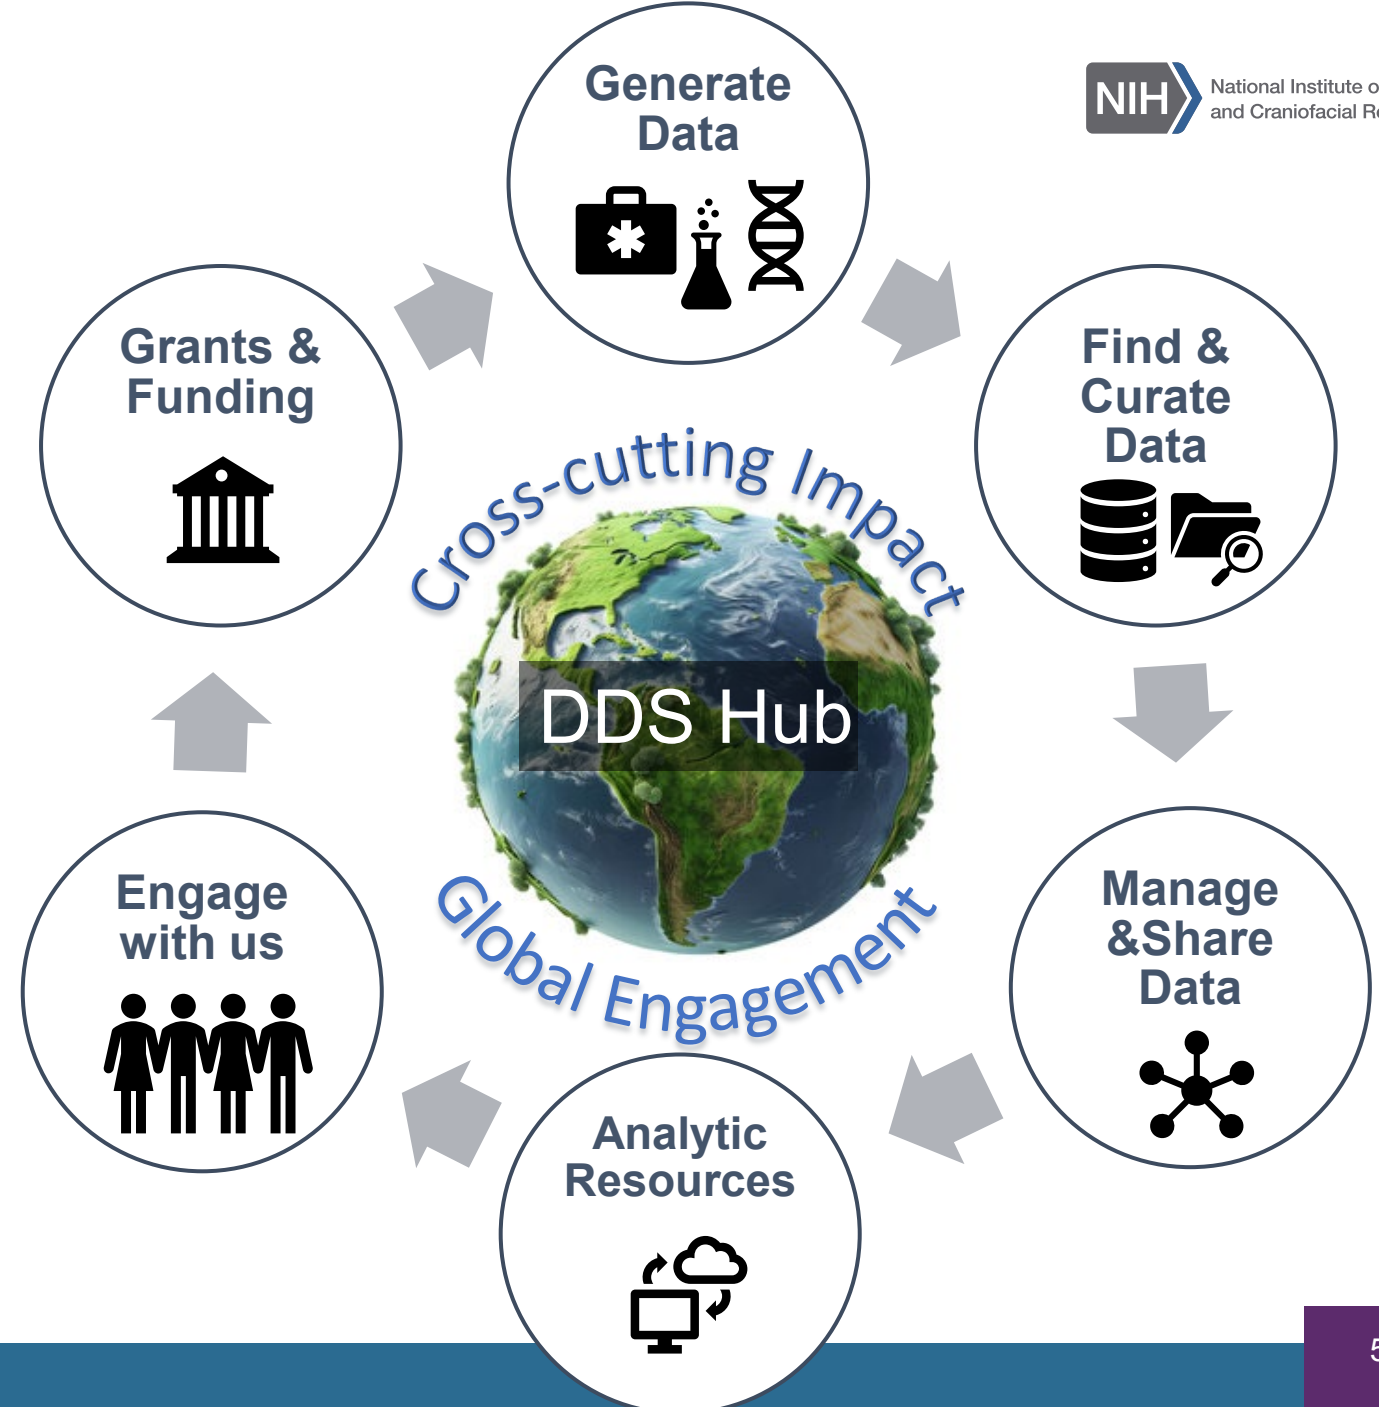 Generate
Data
NIH
National Institute
and Craniofacial
Grants &
Funding
Find &
Curate
Data
Cross-cutting Impact
DDS Hub
Global Engagement
Engage
with us
Manage
&Share
Data
Analytic
Resources